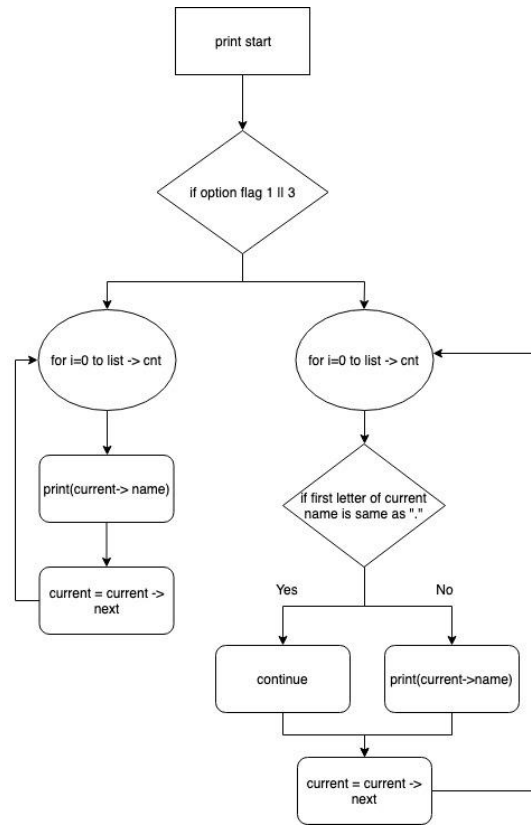 print start
if option flag 1 || 3
for i=0 to list -> cnt
for i=0 to list -> cnt
print(current-> name)
if first letter of current
name is same as "."
current = current ->
next
Yes
No
continue
print(current->name)
current = current ->
next